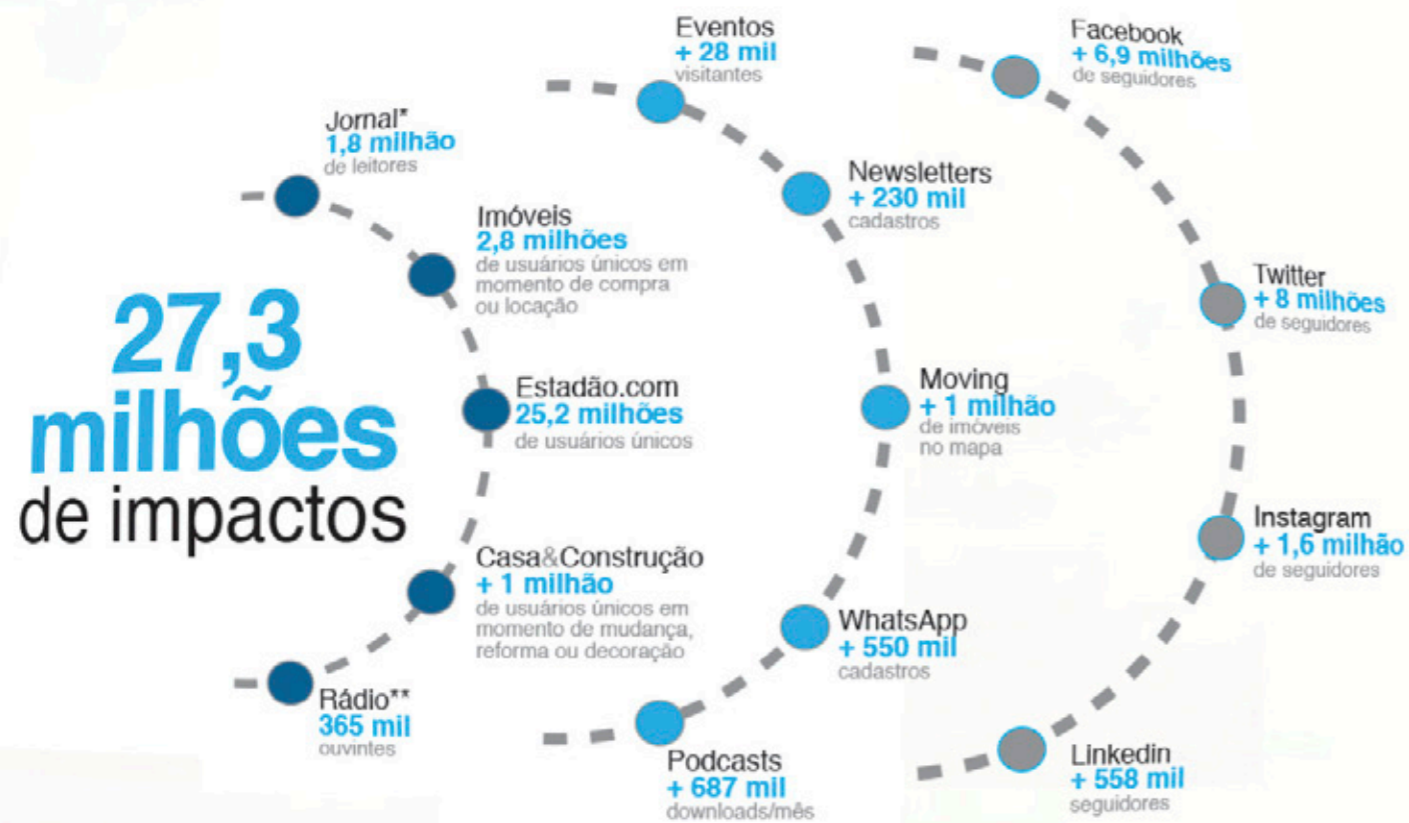 27,3
milhões
de impactos
Jornal*
1,8 milhão
de leitores
Imóveis
2,8 milhões
de usuários únicos em
momento de compra
ou locação
Estadão.com
25,2 milhões
de usuários únicos
Casa&Construção
+ 1 milhão
de usuários únicos em
momento de mudança,
reforma ou decoração
Rádio**
365 mil
ouvintes
Eventos
+ 28 mil
visitantes
Newsletters
+ 230 mil
cadastros
Moving
+ 1 milhão
de imóveis
no mapa
WhatsApp
+ 550 mil
cadastros
Podcasts
+ 687 mil
downloads/mês
Facebook
+ 6,9 milhões
de seguidores
Twitter
+ 8 milhões
de seguidores
Instagram
+ 1,6 milhão
de seguidores
Linkedin
+ 558 mil
seguidores